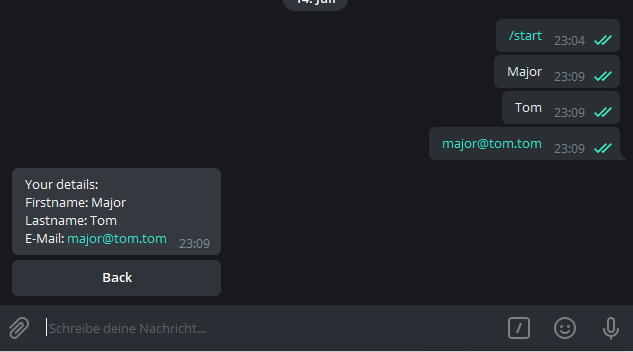 14. Juli
/start 23:04
Major 23:09
Tom 23:09
major@tom.tom 23:09
Your details:
Firstname: Major
Lastname: Tom
E-Mail: major@tom.tom 23:09
Back
Schreibe deine Nachricht...